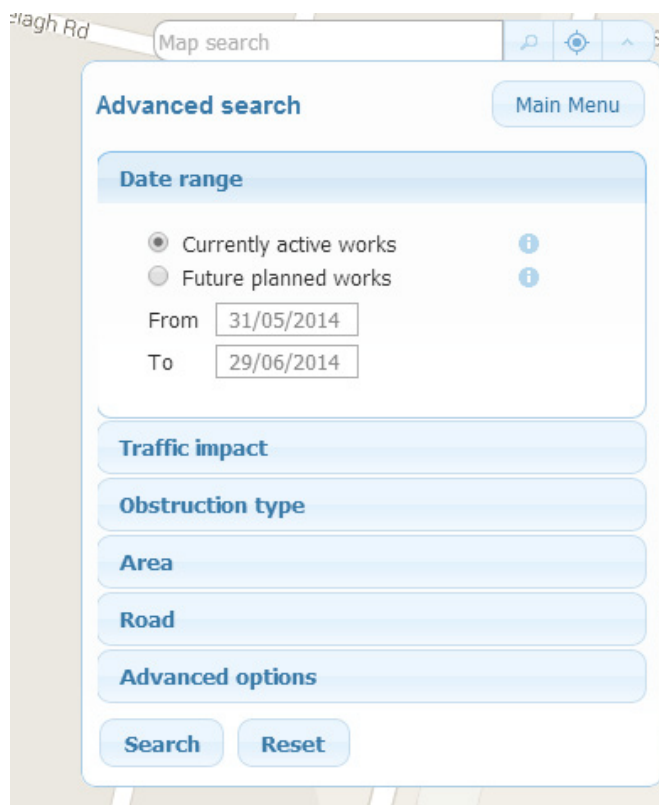 Rd
Map search
Advanced search
Main Menu
Date range
Currently active works
Future planned works
From 31/05/2014
To 29/06/2014
Traffic impact
Obstruction type
Area
Road
Advanced options
Search Reset